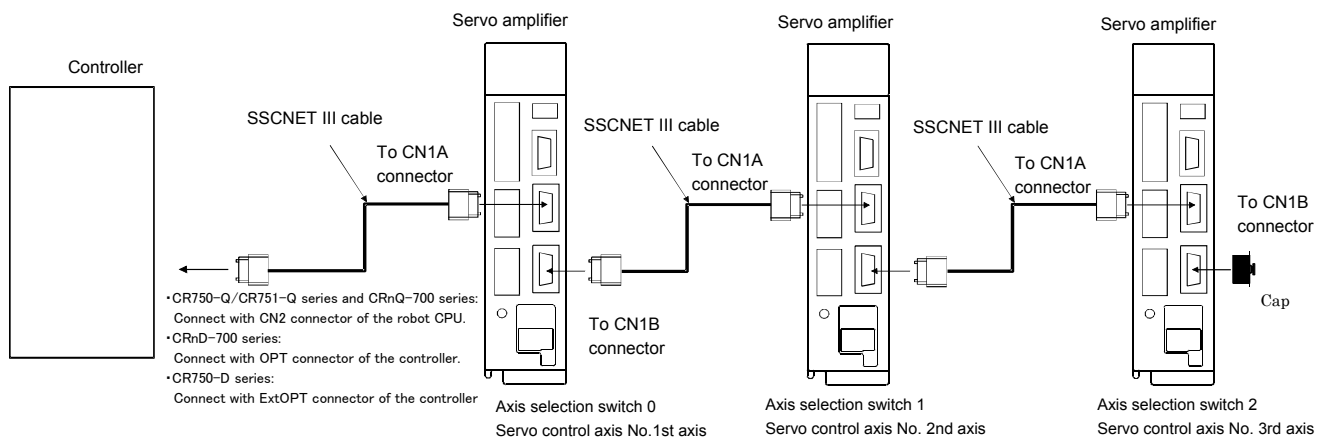 Servo amplifier
Servo amplifier
Servo amplifier
Controller
SSCNET III cable
To CN1A
connector
SSCNET III cable
To CN1A
connector
SSCNET III cable
To CN1A
connector
To CN1B
connector
Cap
・CR750-Q/CR751-Q series and CRnQ-700 series:
Connect with CN2 connector of the robot CPU.
・CRnD-700 series:
Connect with OPT connector of the controller.
・CR750-D series:
Connect with ExtOPT connector of the controller
To CN1B
connector
Axis selection switch 0
Servo control axis No.1st axis
Axis selection switch 1
Servo control axis No. 2nd axis
Axis selection switch 2
Servo control axis No. 3rd axis